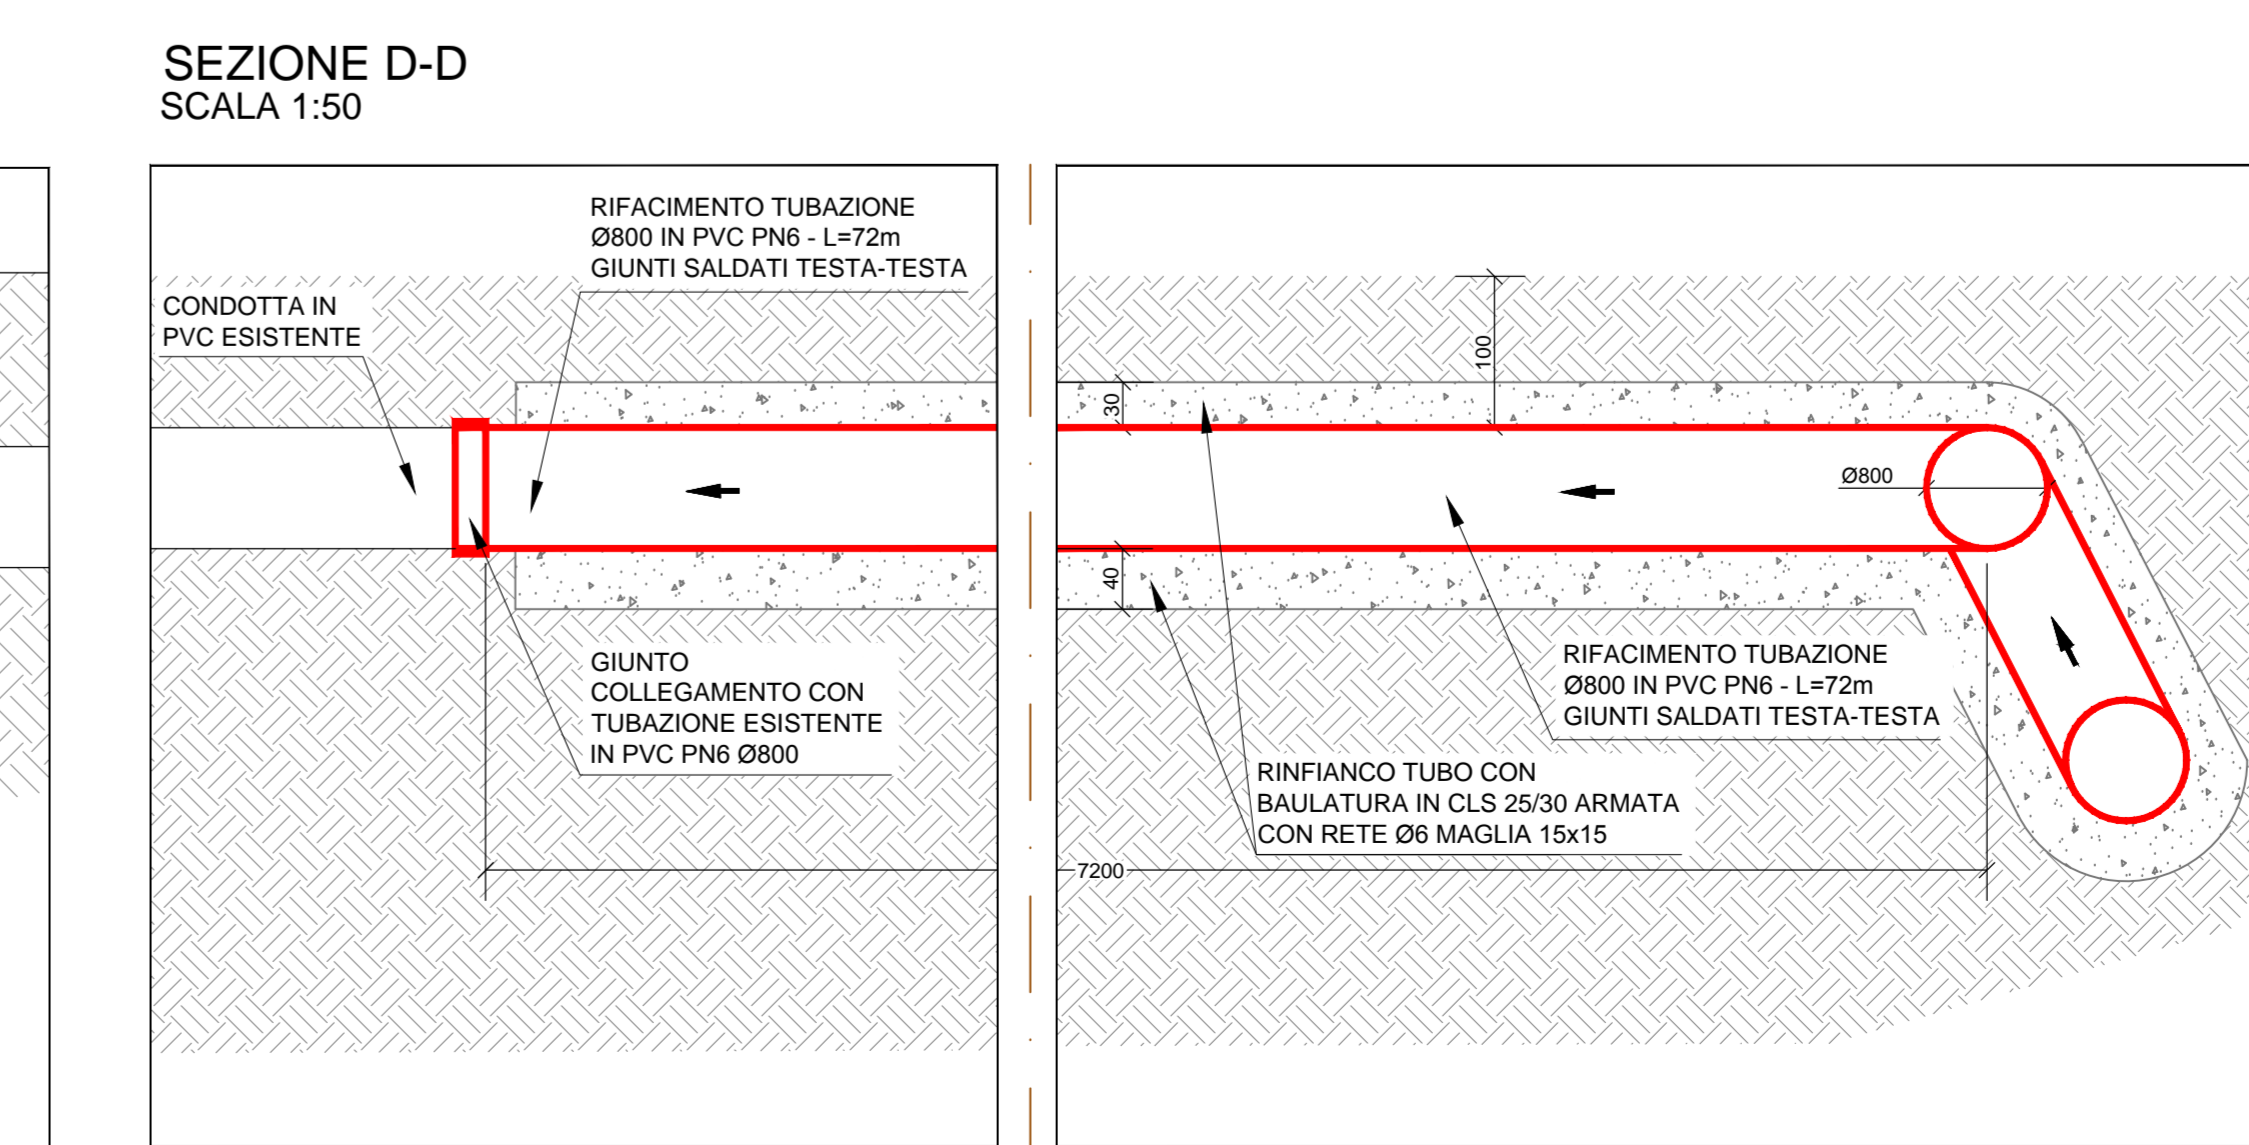 SEZIONE D-D
SCALA 1:50
RIFACIMENTO TUBAZIONE
Ø800 IN PVC PN6 - L=72m
GIUNTI SALDATI TESTA-TESTA
CONDOTTA IN
PVC ESISTENTE
100
30
Ø800
40
GIUNTO
COLLEGAMENTO CON
TUBAZIONE ESISTENTE
IN PVC PN6 Ø800
RIFACIMENTO TUBAZIONE
Ø800 IN PVC PN6 - L=72m
GIUNTI SALDATI TESTA-TESTA
RINFIANCO TUBO CON
BAULATURA IN CLS 25/30 ARMATA
CON RETE Ø6 MAGLIA 15x15
7200